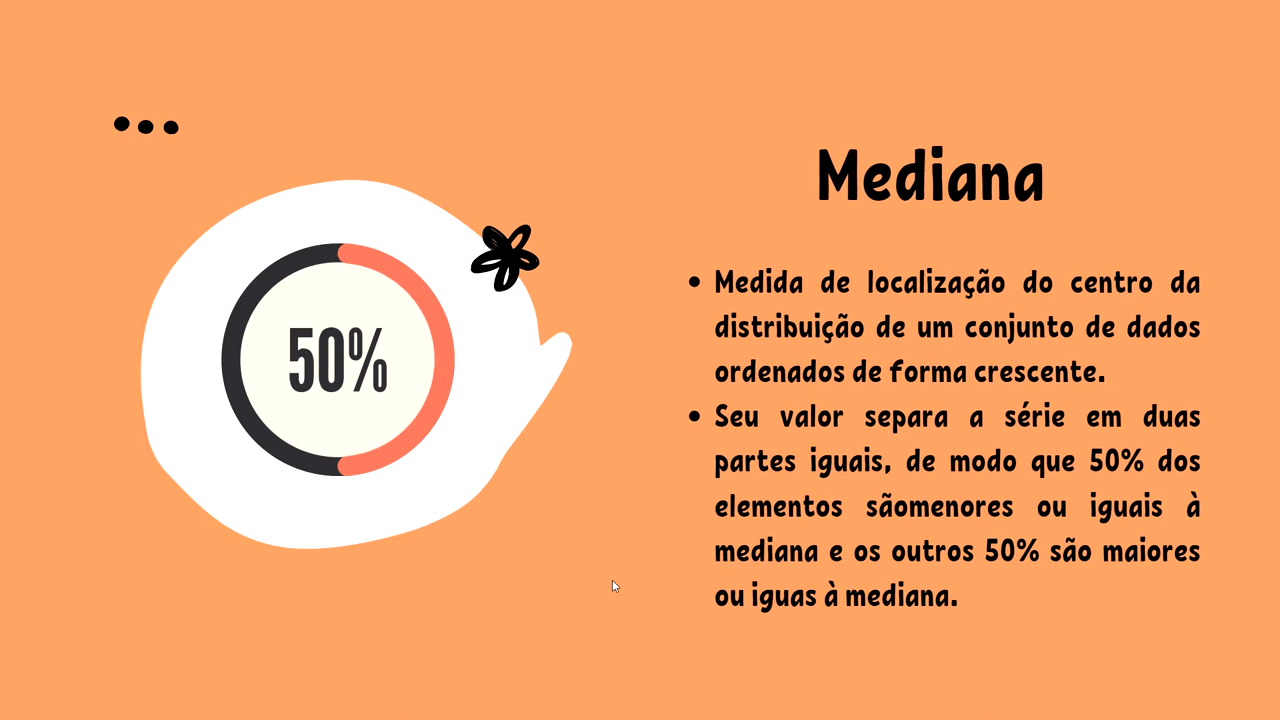 Mediana
50%
• Medida de localização do centro da
distribuição de um conjunto de dados
ordenados de forma crescente.
• Seu valor separa a série em duas
partes iguais, de modo que 50% dos
elementos sãomenores ou iguais à
mediana e os outros 50% são maiores
ou iguas à mediana.